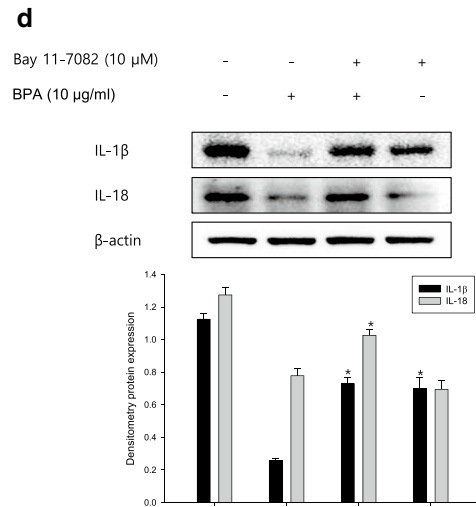 d
Bay 11-7082 (10 μM) - - + +
BPA (10 μg/ml) - + + -
IL-1β
IL-18
β-actin
1.4
1.2
1.0
0.8
0.6
0.4
0.2
0.0
Densitometry protein expression
IL-1β
IL-18
*
*
*